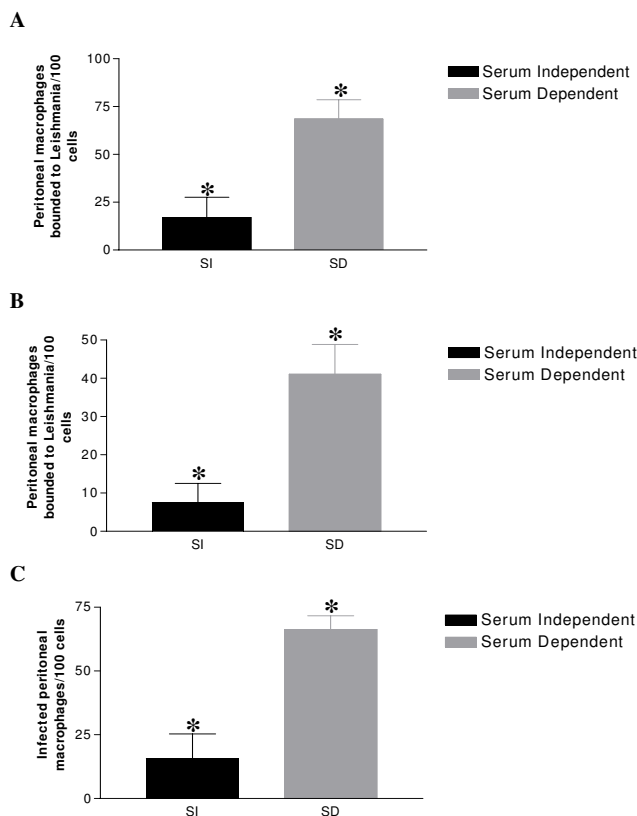 A
Peritoneal macrophages
bounded to Leishmania/100
cells
100
75
50
25
0
*
*
SI
SD
Serum Independent
Serum Dependent
B
Peritoneal macrophages
bounded to Leishmania/100
cells
50
40
30
20
10
0
*
*
SI
SD
Serum Independent
Serum Dependent
C
Infected peritoneal
macrophages/100 cells
75
50
25
0
*
*
SI
SD
Serum Independent
Serum Dependent